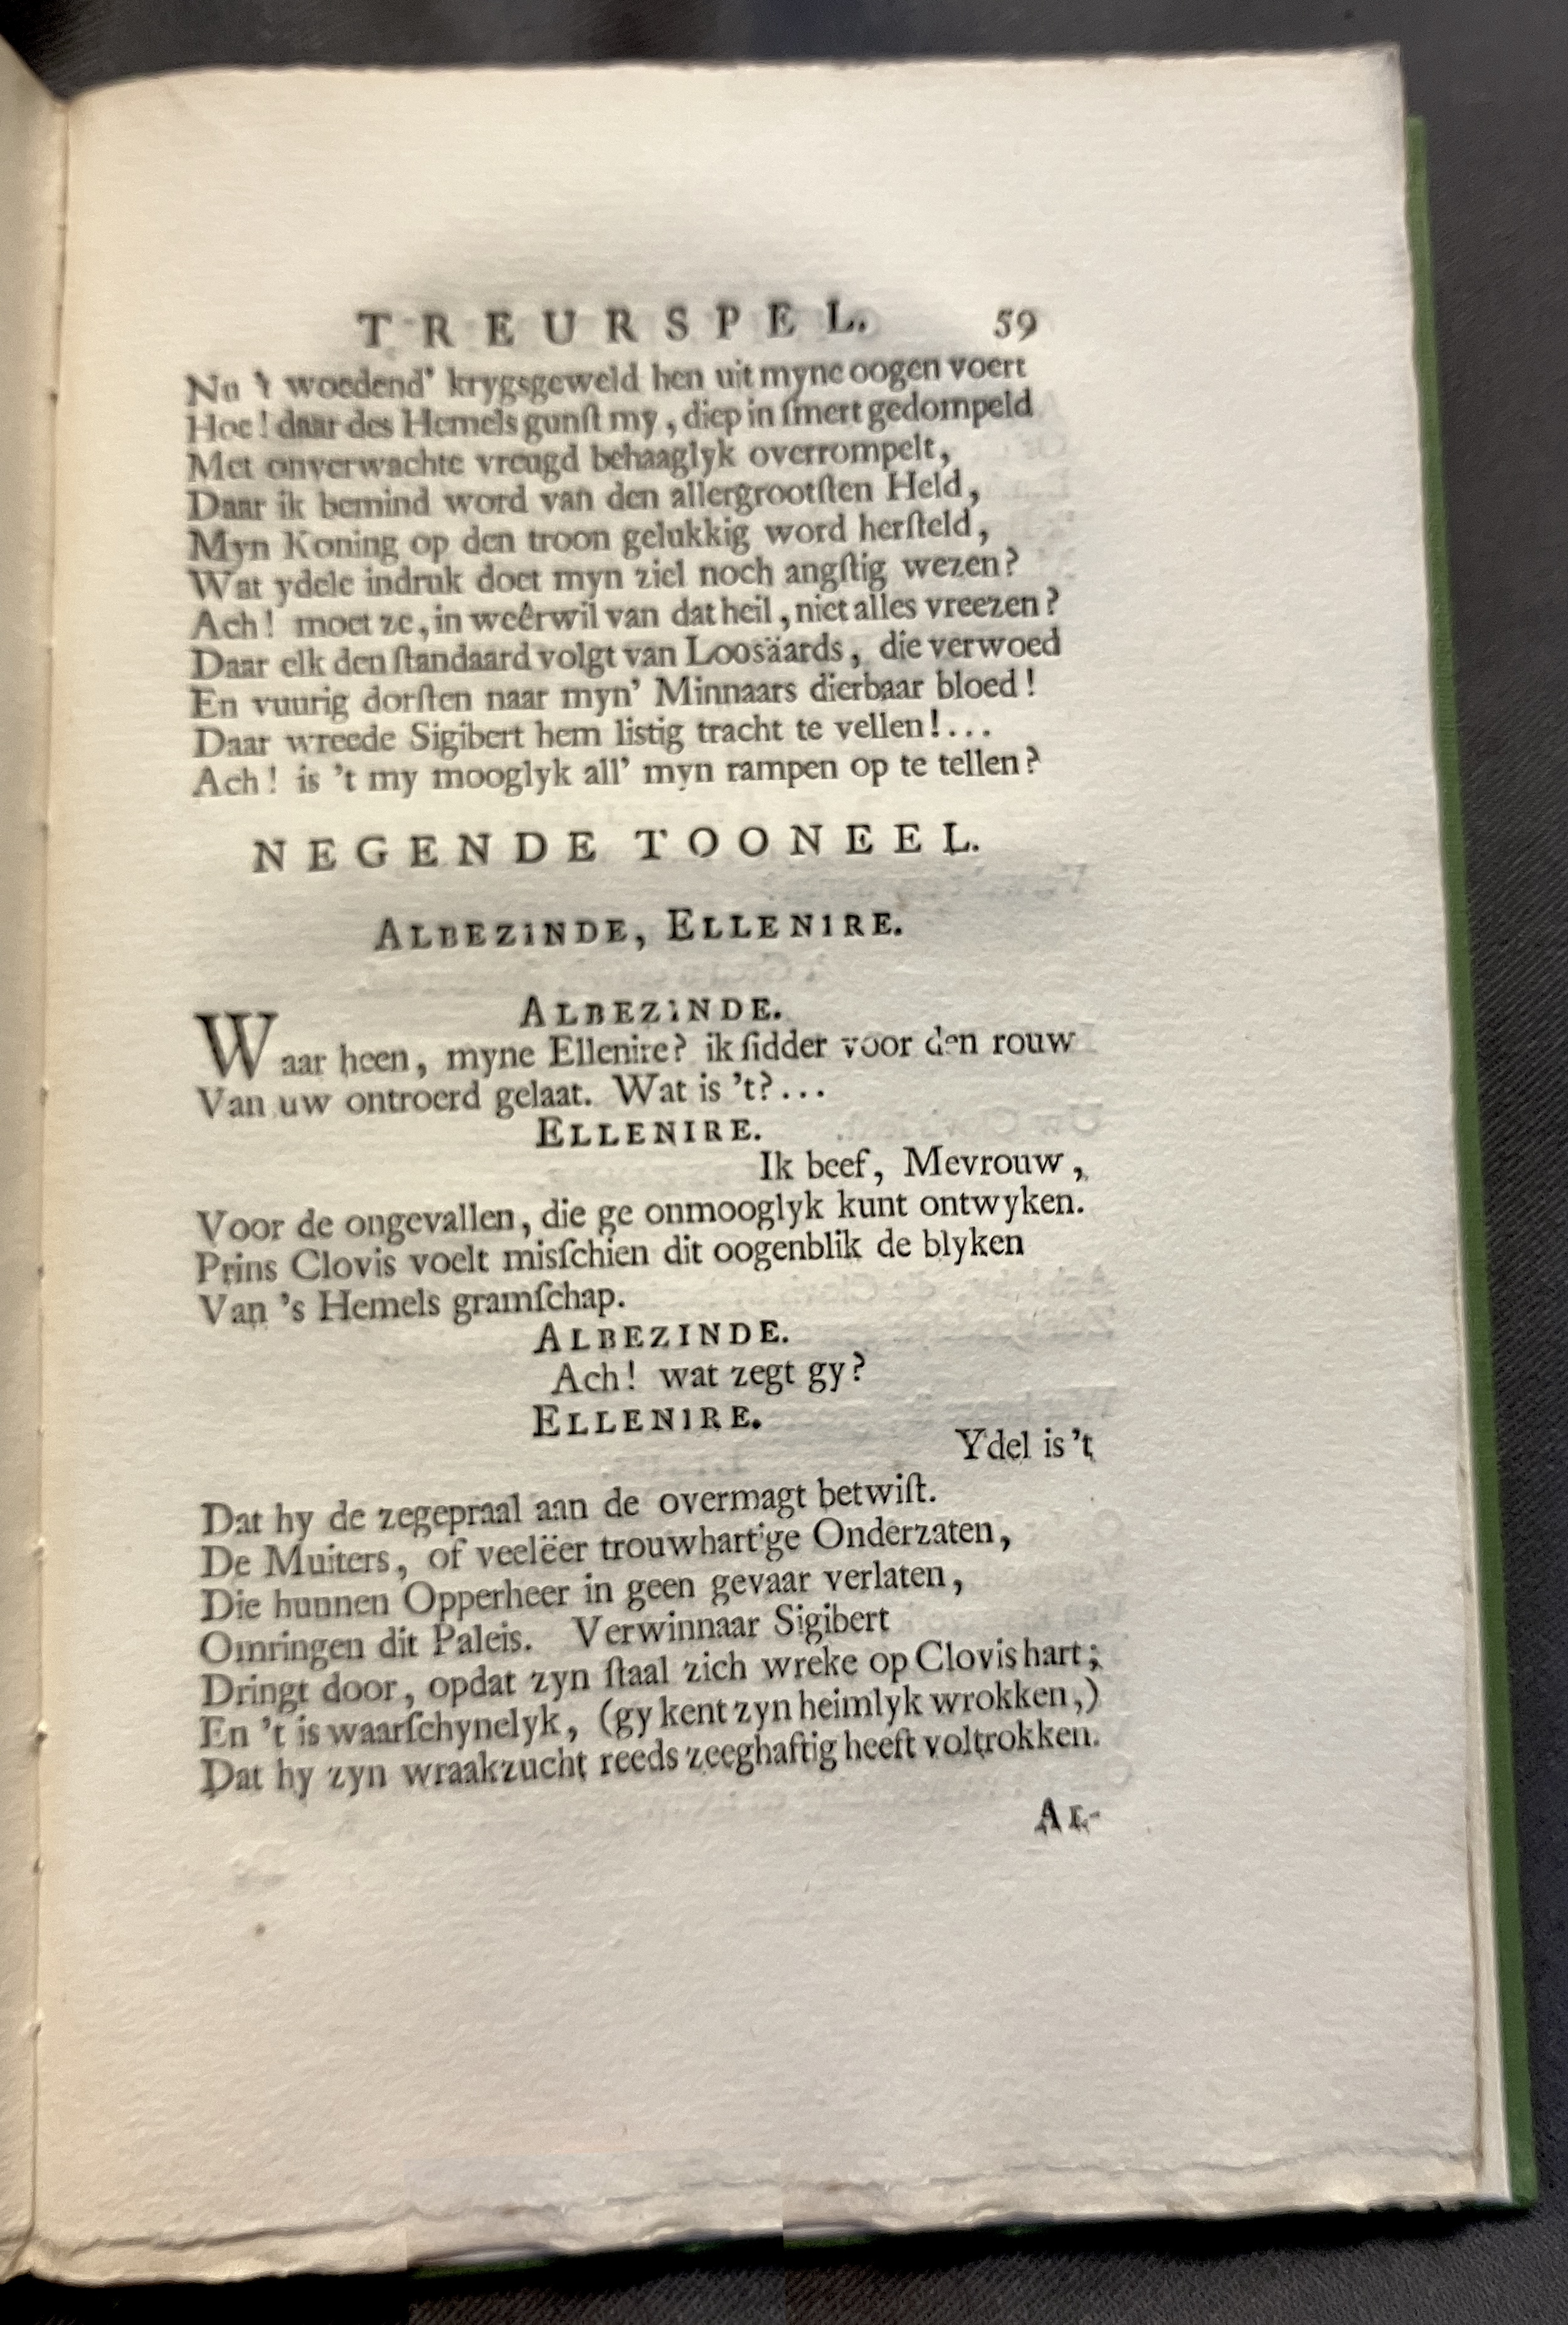 TREURSPEL. 59
Nu 't woedend' krygsgeweld hen uit myne oogen voert
Hoe! daar des Hemels gunſt my, diep in ſmert gedompeld
Met onverwachte vreugd behaaglyk overrompelt,
Daar ik bemind word van den allergrootſten Held,
Myn Koning op den troon gelukkig word herſteld,
Wat ydele indruk doet myn ziel noch angſtig wezen?
Ach! moet ze, in weêrwil van dat heil, niet alles vreezen?
Daar elk den ſtandaard volgt van Loosäards, die verwoed
En vuurig dorſten naar myn' Minnaars dierbaar bloed!
Daar wreede Sigibert hem listig tracht te vellen!...
Ach! is 't my mooglyk all' myn rampen op te tellen?
NEGENDE TOONEEL.
ALBEZINDE, ELLENIRE.
ALBEZINDE.
Waar heen, myne Ellenire? ik ſidder voor den rouw
Van uw ontroerd gelaat. Wat is 't?...
ELLENIRE.
Ik beef, Mevrouw,
Voor de ongevallen, die ge onmooglyk kunt ontwyken.
Prins Clovis voelt misſchien dit oogenblik de blyken
Van 's Hemels gramſchap.
ALBEZINDE.
Ach! wat zegt gy?
ELLENIRE.
Ydel is 't
Dat hy de zegepraal aan de overmagt betwiſt.
De Muiters, of veelëer trouwhart'ge Onderzaten,
Die hunnen Opperheer in geen gevaar verlaten,
Omringen dit Paleis. Verwinnaar Sigibert
Dringt door, opdat zyn ſtaal zich wreke op Clovis hart;
En 't is waarſchynelyk, (gy kent zyn heimlyk wrokken,)
Dat hy zyn wraakzucht reeds zeeghaftig heeft voltrokken.
AL-